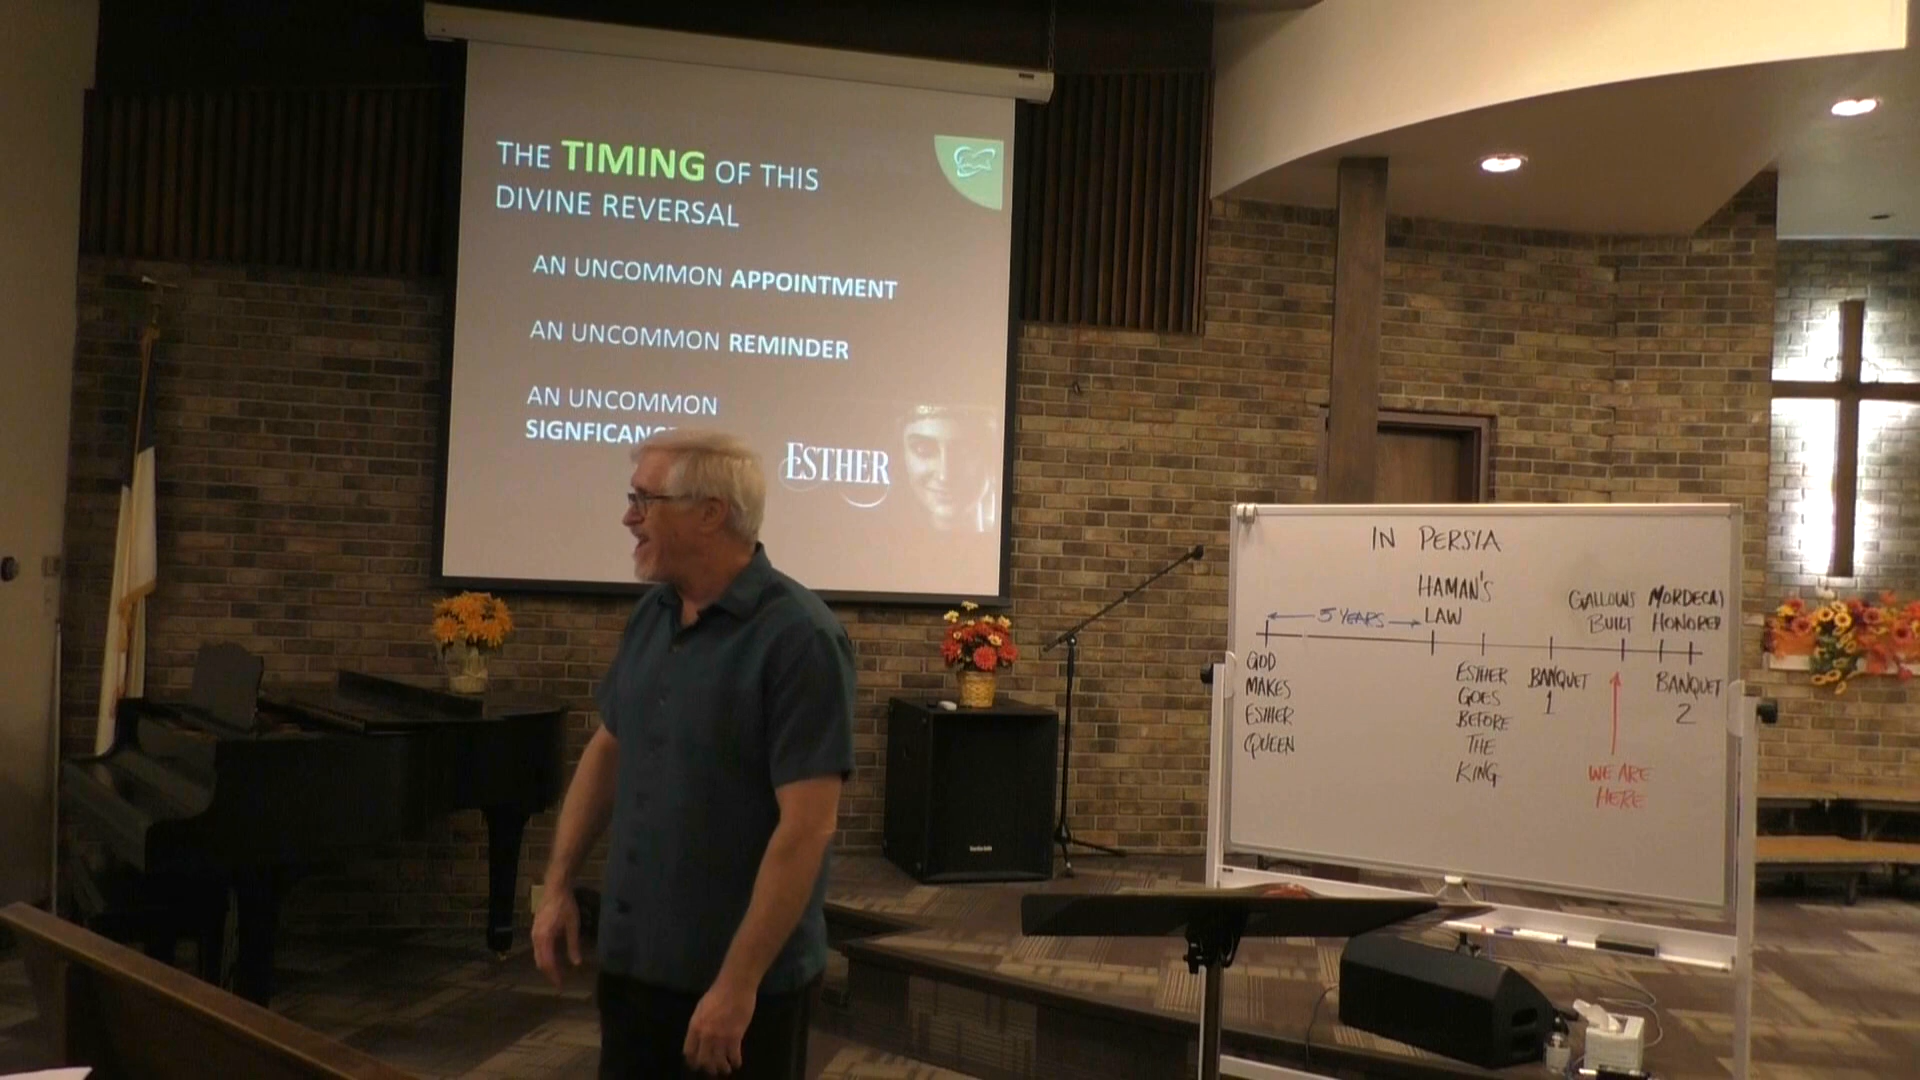 THE TIMING OF THIS
DIVINE REVERSAL
AN UNCOMMON APPOINTMENT
AN UNCOMMON REMINDER
AN UNCOMMON
SIGNFICANC
ESTHER
IN PERSIA
HAMAN'S
LAW
5 YEARS
GALLOWS
BUILT
MORDECAI
HONORED
GOD
MAKES
ESTHER
QUEEN
ESTHER
GOES
BEFORE
THE
KING
BANQUET
1
BANQUET
2
WE ARE
HERE